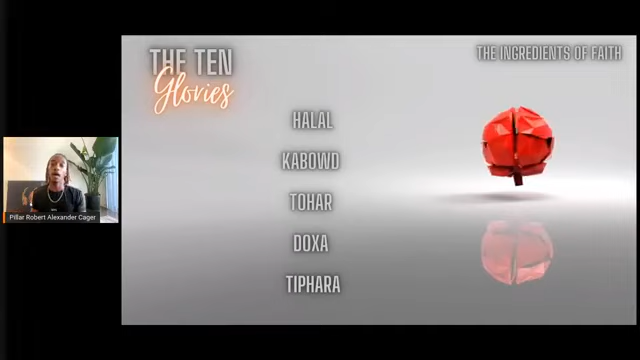 THE TEN
Glories
THE INGREDIENTS OF FAITH
HALAL
KABOWD
TOHAR
DOXA
TIPHARA
Pillar Robert Alexander Cager